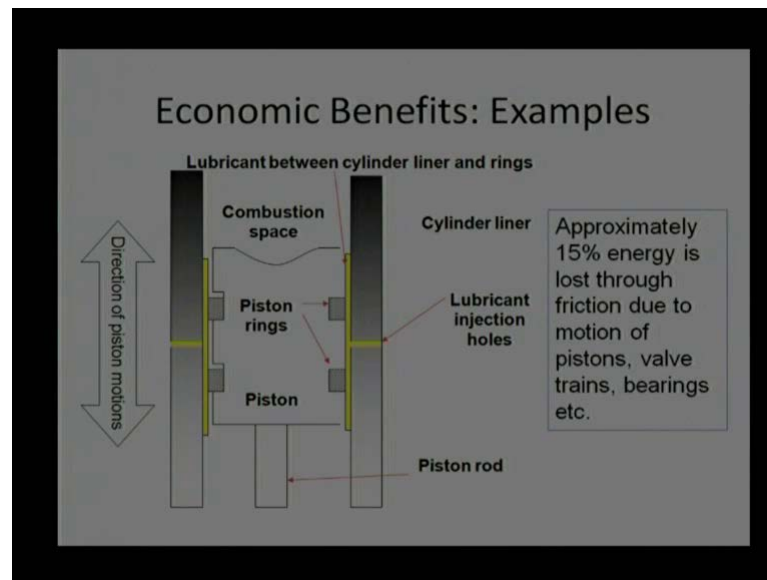 Economic Benefits: Examples
Lubricant between cylinder liner and rings
Combustion
space
Cylinder liner
Direction of piston motions
Piston
rings
Lubricant
injection
holes
Piston
Piston rod
Approximately
15% energy is
lost through
friction due to
motion of
pistons, valve
trains, bearings
etc.